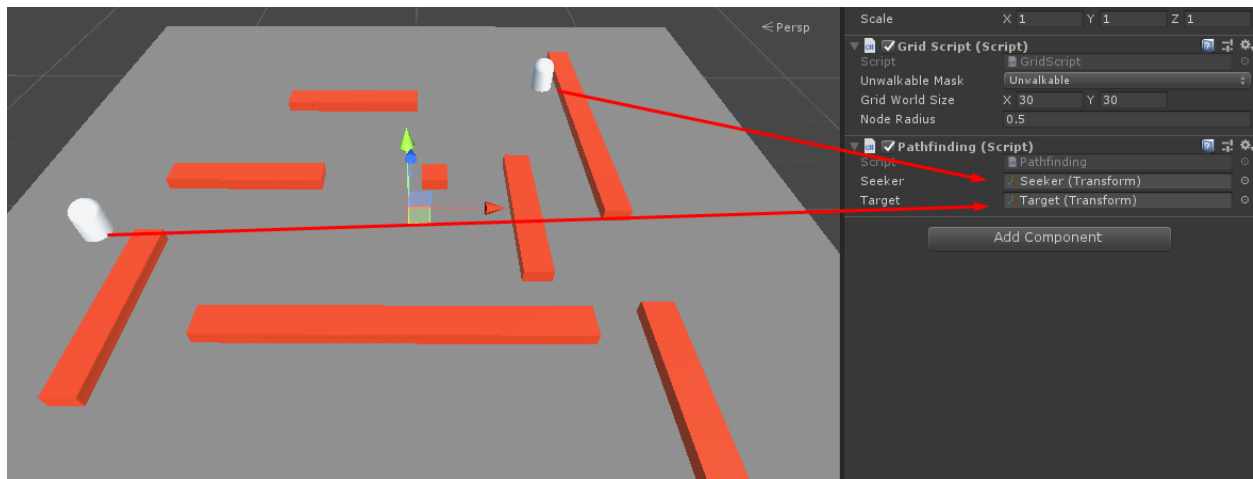 Persp
Scale X 1 Y 1 Z 1
Grid Script (Script)
Script GridScript
Unwalkable Mask Unwalkable
Grid World Size X 30 Y 30
Node Radius 0.5
Pathfinding (Script)
Script Pathfinding
Seeker Seeker (Transform)
Target Target (Transform)
Add Component